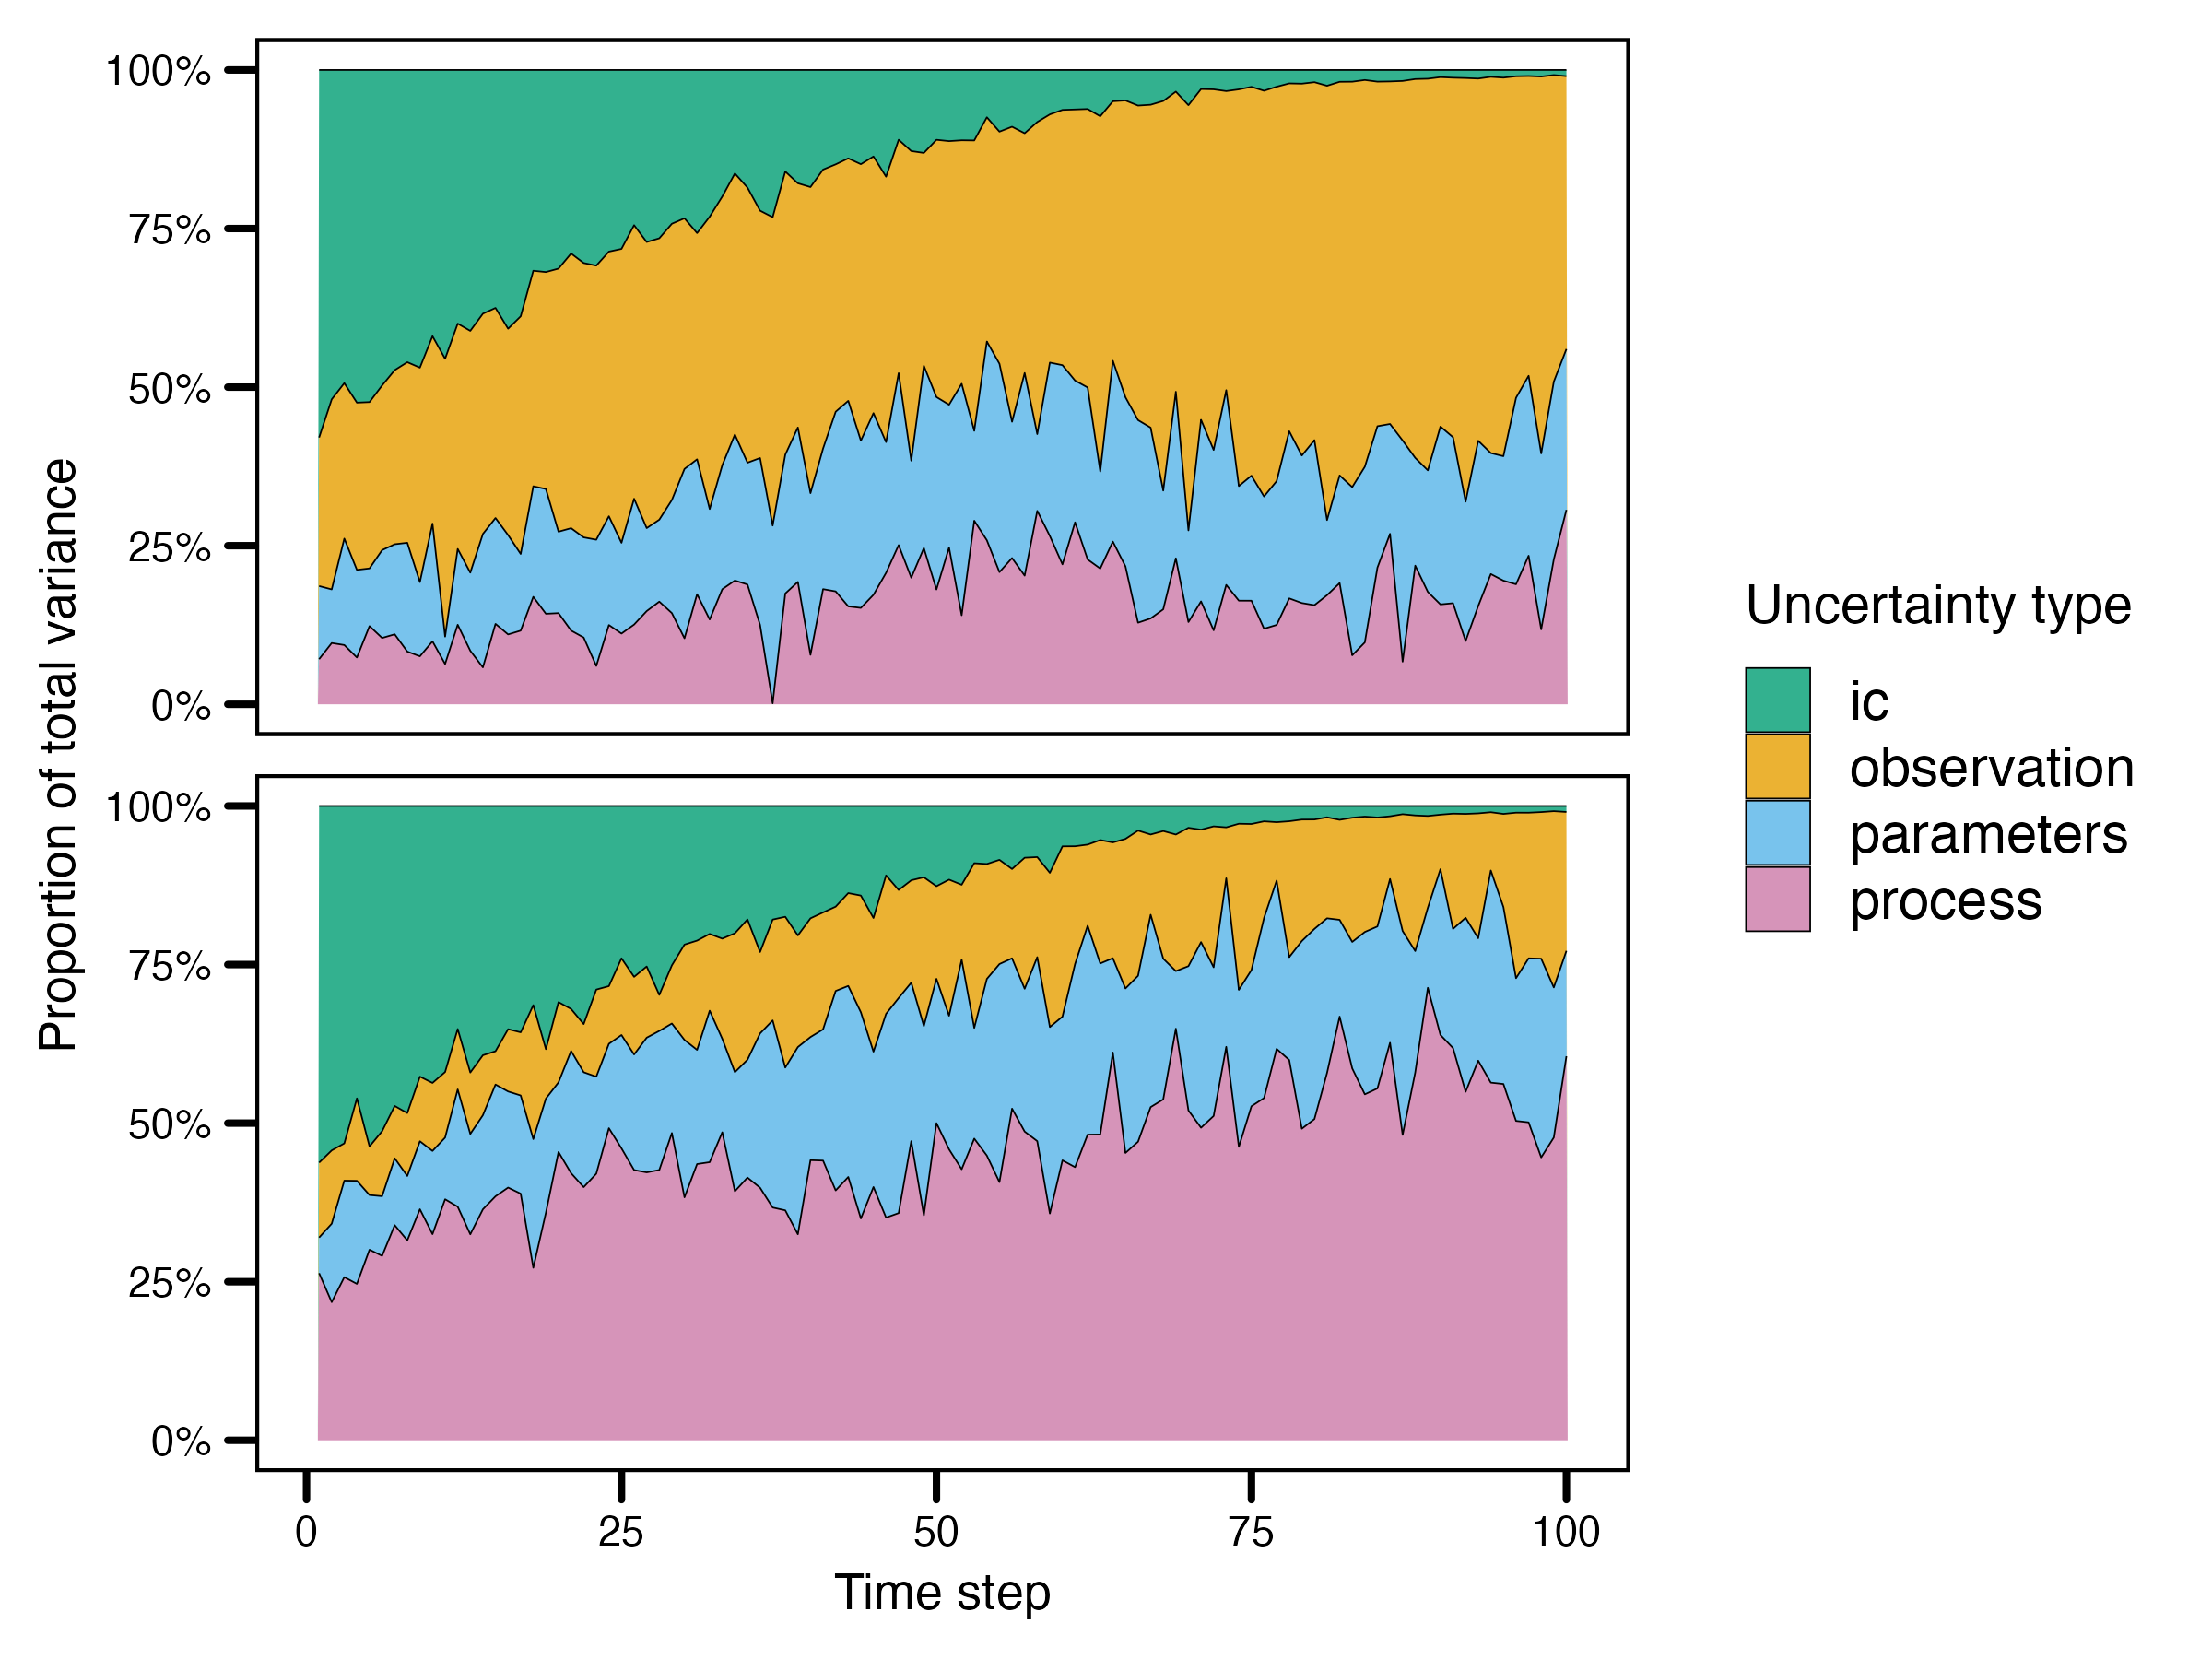 Proportion of total variance
100%
75%
50%
25%
0%
100%
75%
50%
25%
0%
0 25 50 75 100
Time step
Uncertainty type
ic
observation
parameters
process